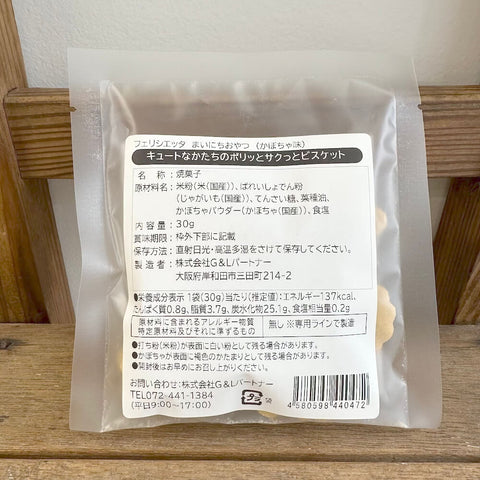 フェリシエッタ まいにちおやつ (かぼちゃ味)
キュートなかたちのポリッとサクっとビスケット
名 称:焼菓子
原材料名:米粉(米(国産))、ばれいしょでん粉
(じゃがいも(国産))、てんさい糖、菜種油、
かぼちゃパウダー(かぼちゃ(国産))、食塩
内 容 量:30g
賞味期限:枠外下部に記載
保存方法:直射日光・高温多湿をさけて保存してください。
製 造 者:株式会社G&Lパートナー
大阪府岸和田市三田町214-2
●栄養成分表示 1袋(30g)当たり(推定値):エネルギー137kcal、
たんぱく質0.8g、脂質3.7g、炭水化物25.1g、食塩相当量0.2g
原材料に含まれるアレルギー物質
特定原材料及びそれに準ずるもの
無し ※専用ラインで製造
●打ち粉(米粉)が表面に白い粉として残る場合があります。
●かぼちゃが表面に褐色のかたまりとして残る場合があります。
●開封後はお早めにお召し上がりください。
お問い合わせ:株式会社G&Lパートナー
TEL072-441-1384
(平日9:00~17:00)
袋
4 580598 440472